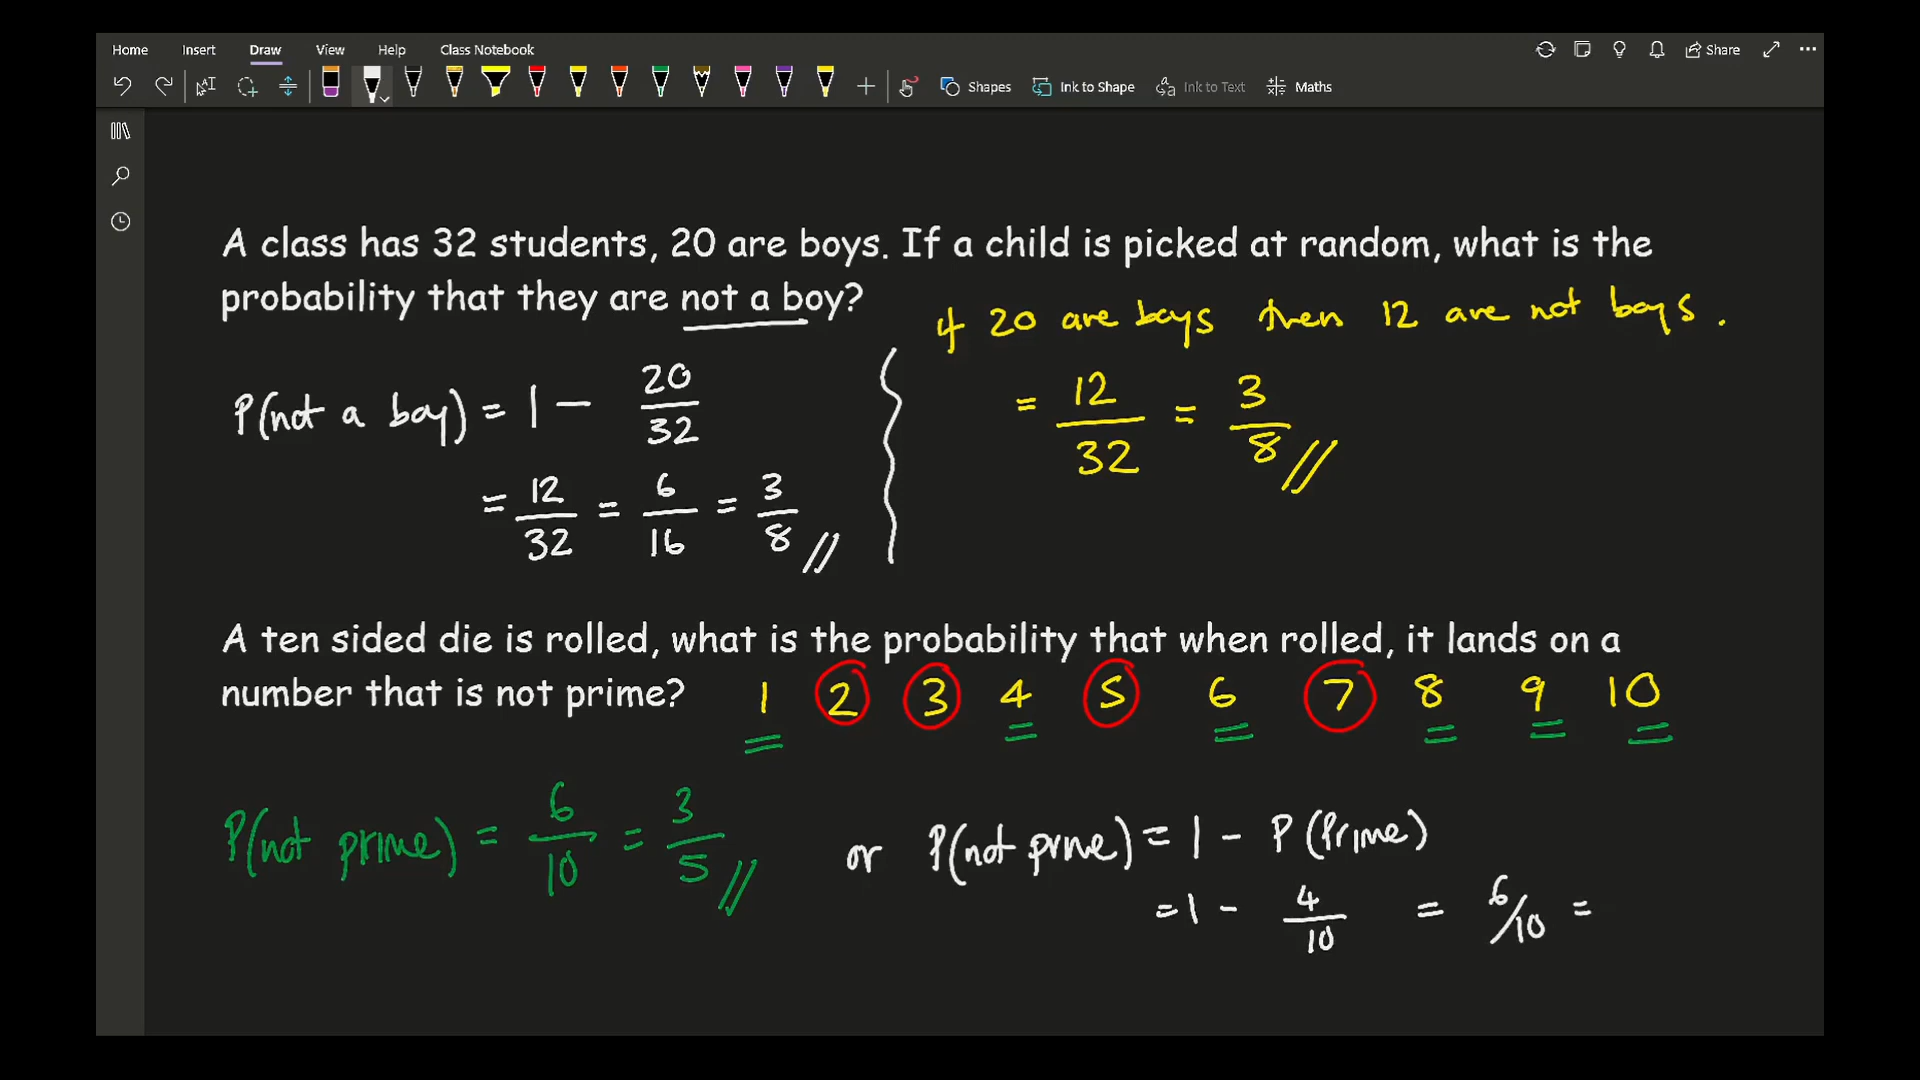 Home Insert Draw View Help Class Notebook Share
Shapes Ink to Shape Ink to Text Maths
A class has 32 students, 20 are boys. If a child is picked at random, what is the
probability that they are not a boy?
if 20 are boys then 12 are not boys.
P(not a boy) = 1 - 20/32
= 12/32 = 6/16 = 3/8 //
= 12/32 = 3/8 //
A ten sided die is rolled, what is the probability that when rolled, it lands on a
number that is not prime? 1 2 3 4 5 6 7 8 9 10
P(not prime) = 6/10 = 3/5 //
or P(not prime) = 1 - P(Prime)
= 1 - 4/10 = 6/10 =